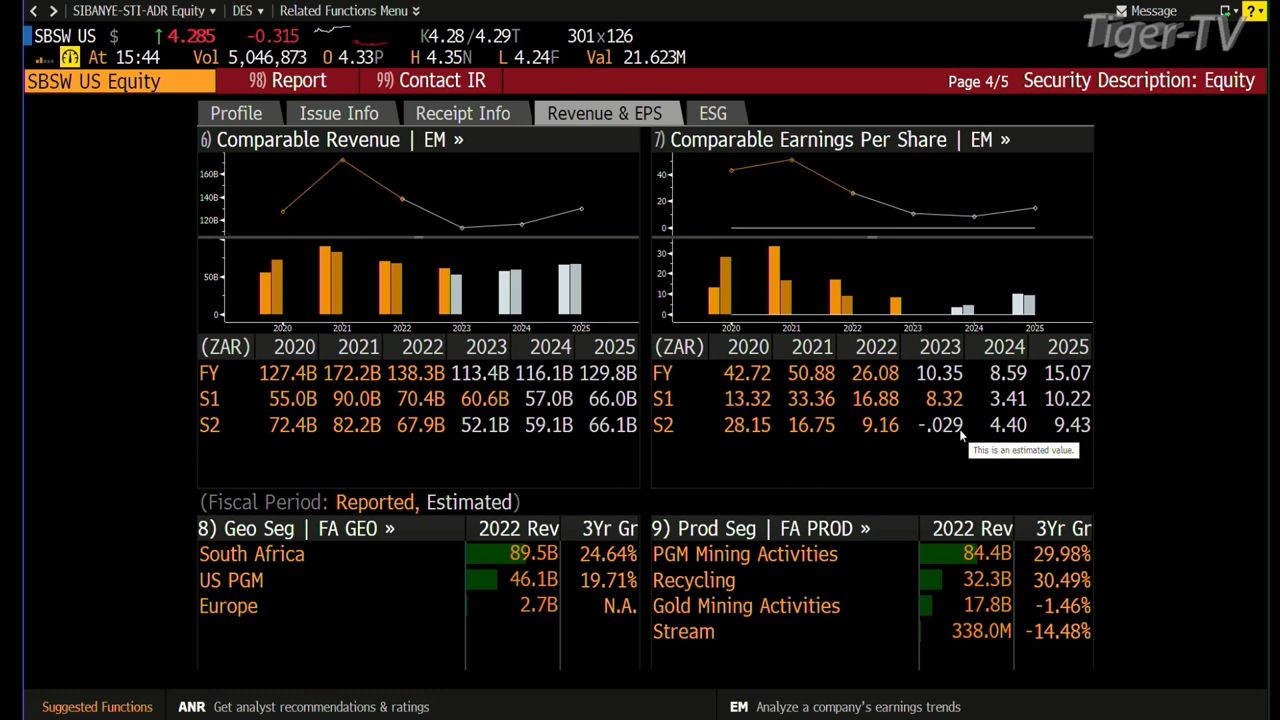 SIBANYE-STI-ADR Equity DES Related Functions Menu Message
Tiger-TV
SBSW US $ 4.285 -0.315 K4.28 / 4.29T 301 x 126
At 15:44 Vol 5,046,873 O 4.33P H 4.35N L 4.24F Val 21.623M
SBSW US Equity 98) Report 99) Contact IR Page 4/5 Security Description: Equity
Profile Issue Info Receipt Info Revenue & EPS ESG
6) Comparable Revenue | EM »
160B
140B
120B
50B
0
2020 2021 2022 2023 2024 2025
(ZAR) 2020 2021 2022 2023 2024 2025
FY 127.4B 172.2B 138.3B 113.4B 116.1B 129.8B
S1 55.0B 90.0B 70.4B 60.6B 57.0B 66.0B
S2 72.4B 82.2B 67.9B 52.1B 59.1B 66.1B
7) Comparable Earnings Per Share | EM »
40
20
0
30
20
10
0
2020 2021 2022 2023 2024 2025
(ZAR) 2020 2021 2022 2023 2024 2025
FY 42.72 50.88 26.08 10.35 8.59 15.07
S1 13.32 33.36 16.88 8.32 3.41 10.22
S2 28.15 16.75 9.16 -.029 4.40 9.43
This is an estimated value.
(Fiscal Period: Reported, Estimated)
8) Geo Seg | FA GEO » 2022 Rev 3Yr Gr
South Africa 89.5B 24.64%
US PGM 46.1B 19.71%
Europe 2.7B N.A.
9) Prod Seg | FA PROD » 2022 Rev 3Yr Gr
PGM Mining Activities 84.4B 29.98%
Recycling 32.3B 30.49%
Gold Mining Activities 17.8B -1.46%
Stream 338.0M -14.48%
Suggested Functions ANR Get analyst recommendations & ratings EM Analyze a company's earnings trends